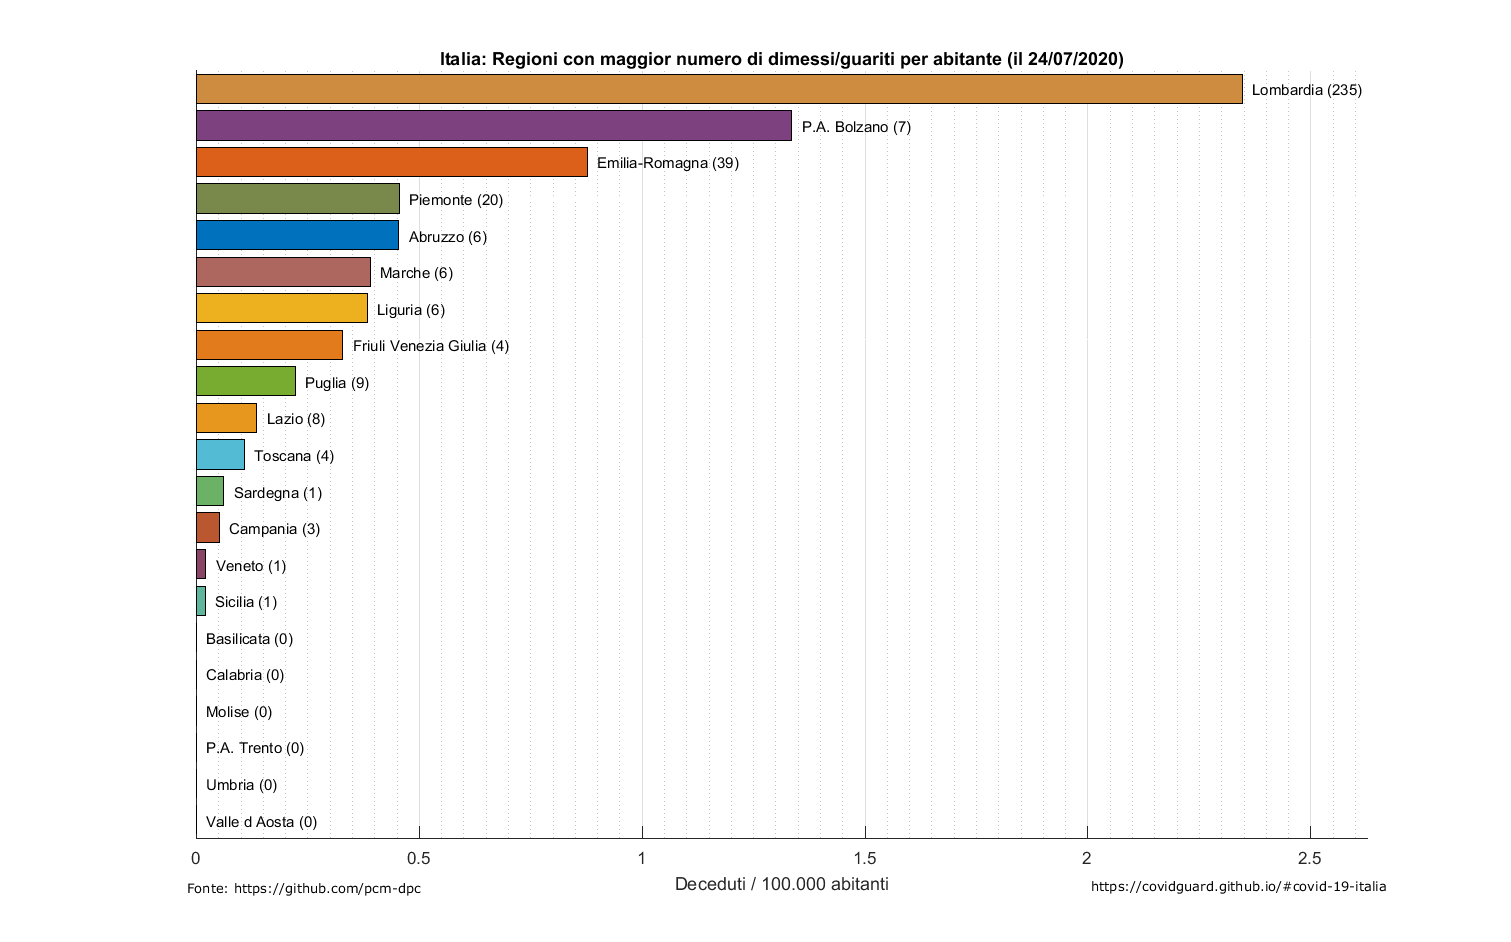 Italia: Regioni con maggior numero di dimessi/guariti per abitante (il 24/07/2020)
Lombardia (235)
P.A. Bolzano (7)
Emilia-Romagna (39)
Piemonte (20)
Abruzzo (6)
Marche (6)
Liguria (6)
Friuli Venezia Giulia (4)
Puglia (9)
Lazio (8)
Toscana (4)
Sardegna (1)
Campania (3)
Veneto (1)
Sicilia (1)
Basilicata (0)
Calabria (0)
Molise (0)
P.A. Trento (0)
Umbria (0)
Valle d Aosta (0)
0 0.5 1 1.5 2 2.5
Deceduti / 100.000 abitanti
Fonte: https://github.com/pcm-dpc
https://covidguard.github.io/#covid-19-italia